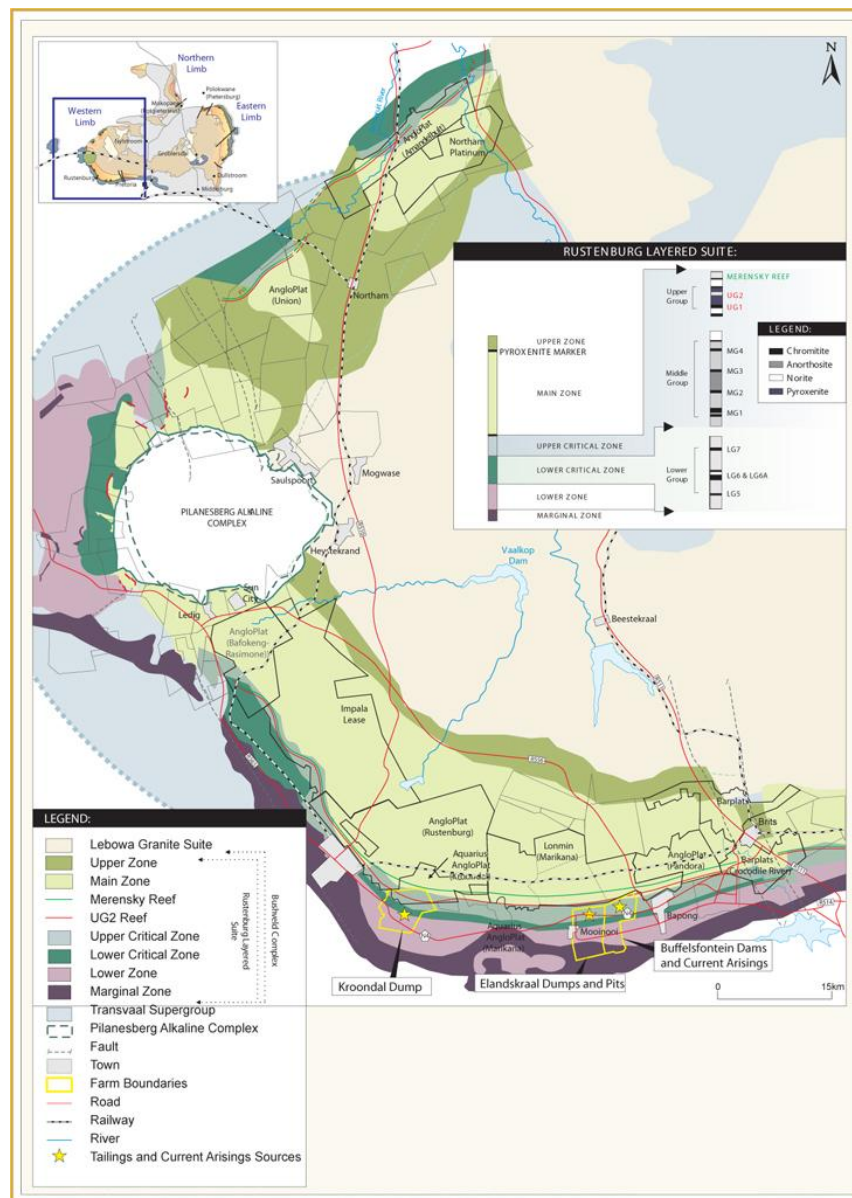 Northern
Limb
Western
Limb
Eastern
Limb
Polokwane
(Pietersburg)
Rustenburg
Pretoria
Middelburg
N
AngloPlat
(Amandelbult)
Northam
Platinum
AngloPlat
(Union)
Northam
RUSTENBURG LAYERED SUITE:
MERENSKY REEF
Upper
Group
UG2
UG1
UPPER ZONE
PYROXENITE MARKER
MAIN ZONE
UPPER CRITICAL ZONE
LOWER CRITICAL ZONE
LOWER ZONE
MARGINAL ZONE
Middle
Group
MG4
MG3
MG2
MG1
Lower
Group
LG7
LG6 & LG6A
LG5
LEGEND:
Chromitite
Anorthosite
Norite
Pyroxenite
Saulspoort
Mogwase
PILANESBERG ALKALINE
COMPLEX
Heystekrand
Vaalkop
Dam
Sun
City
Ledig
Beestekraal
AngloPlat
(Bafokeng-
Rasimone)
Impala
Lease
AngloPlat
(Rustenburg)
Lonmin
(Marikana)
AngloPlat
(Pandora)
Barplats
Brits
Barplats
(Crocodile River)
Aquarius
AngloPlat
Aquarius
AngloPlat
(Marikana)
Mooinooi
Bapong
Kroondal Dump
Elandskraal Dumps and Pits
Buffelsfontein Dams
and Current Arisings
0 15km
LEGEND:
Lebowa Granite Suite
Upper Zone
Main Zone
Merensky Reef
UG2 Reef
Upper Critical Zone
Lower Critical Zone
Lower Zone
Marginal Zone
Rustenburg Layered
Suite
Bushveld Complex
Transvaal Supergroup
Pilanesberg Alkaline Complex
Fault
Town
Farm Boundaries
Road
Railway
River
Tailings and Current Arisings Sources